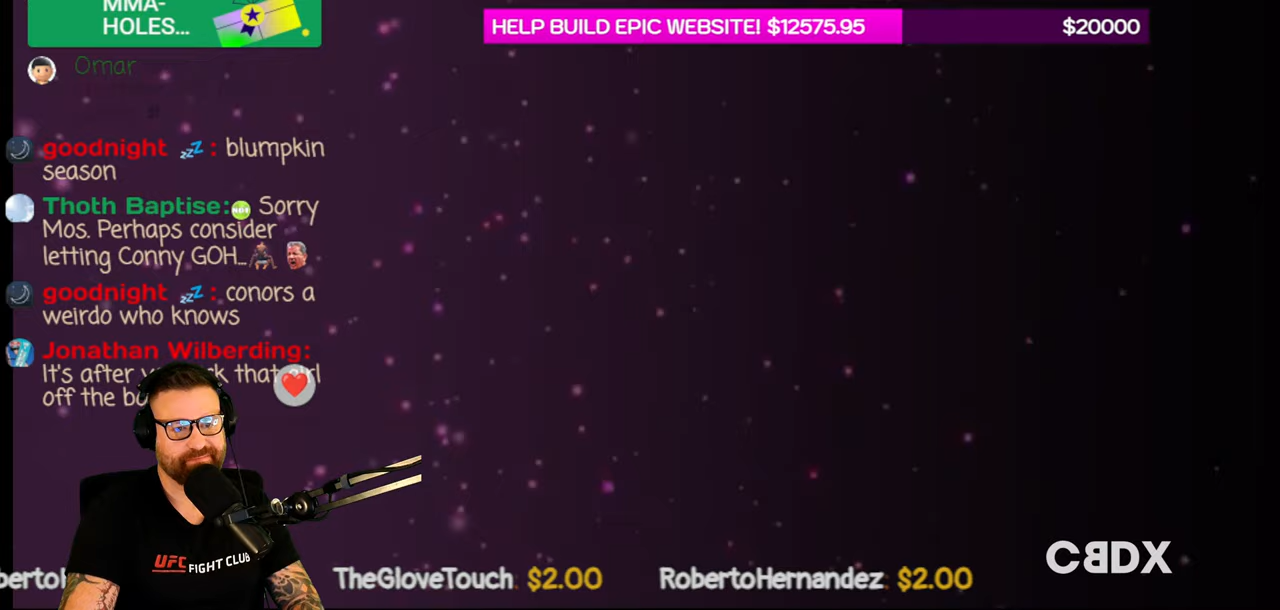 MMA-
HOLES...
HELP BUILD EPIC WEBSITE! $12575.95
$20000
Omar
goodnight 💤 : blumpkin
season
Thoth Baptise: Sorry
Mos. Perhaps consider
letting Conny GOH...
goodnight 💤 : conors a
weirdo who knows
Jonathan Wilberding:
It's after that
off the
UFC FIGHT CLUB
TheGloveTouch $2.00
RobertoHernandez $2.00
CBDX